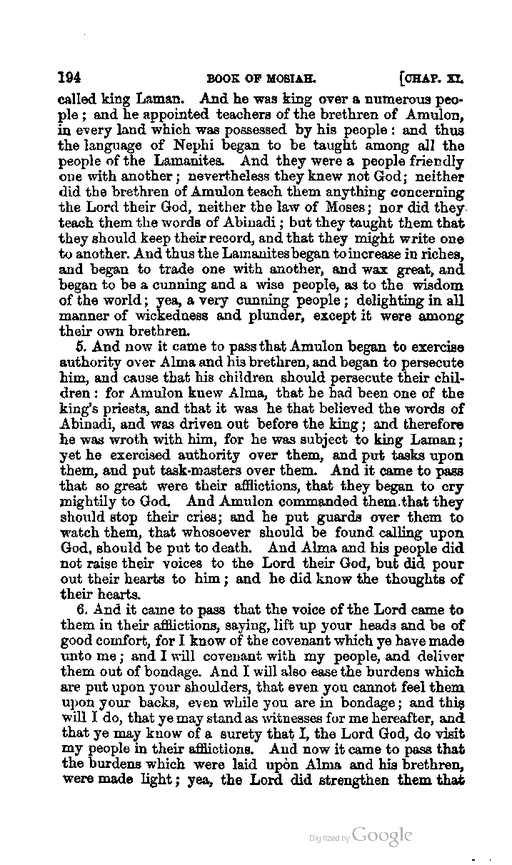 194 BOOK OF MOSIAH. [CHAP. XI.
called king Laman. And he was king over a numerous peo-
ple; and he appointed teachers of the brethren of Amulon,
in every land which was possessed by his people: and thus
the language of Nephi began to be taught among all the
people of the Lamanites. And they were a people friendly
one with another; nevertheless they knew not God; neither
did the brethren of Amulon teach them anything concerning
the Lord their God, neither the law of Moses; nor did they
teach them the words of Abinadi; but they taught them that
they should keep their record, and that they might write one
to another. And thus the Lamanites began to increase in riches,
and began to trade one with another, and wax great, and
began to be a cunning and a wise people, as to the wisdom
of the world; yea, a very cunning people; delighting in all
manner of wickedness and plunder, except it were among
their own brethren.
5. And now it came to pass that Amulon began to exercise
authority over Alma and his brethren, and began to persecute
him, and cause that his children should persecute their chil-
dren: for Amulon knew Alma, that he had been one of the
king's priests, and that it was he that believed the words of
Abinadi, and was driven out before the king; and therefore
he was wroth with him, for he was subject to king Laman;
yet he exercised authority over them, and put tasks upon
them, and put task-masters over them. And it came to pass
that so great were their afflictions, that they began to cry
mightily to God. And Amulon commanded them that they
should stop their cries; and he put guards over them to
watch them, that whosoever should be found calling upon
God, should be put to death. And Alma and his people did
not raise their voices to the Lord their God, but did pour
out their hearts to him; and he did know the thoughts of
their hearts.
6. And it came to pass that the voice of the Lord came to
them in their afflictions, saying, lift up your heads and be of
good comfort, for I know of the covenant which ye have made
unto me; and I will covenant with my people, and deliver
them out of bondage. And I will also ease the burdens which
are put upon your shoulders, that even you cannot feel them
upon your backs, even while you are in bondage; and this
will I do, that ye may stand as witnesses for me hereafter, and
that ye may know of a surety that I, the Lord God, do visit
my people in their afflictions. And now it came to pass that
the burdens which were laid upon Alma and his brethren,
were made light; yea, the Lord did strengthen them that
Digitized by Google